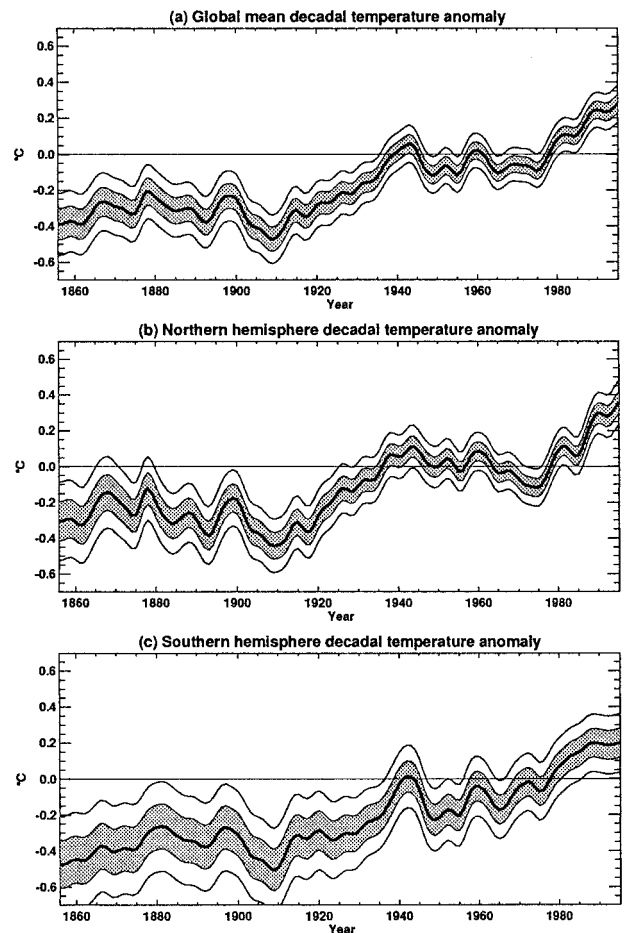 (a) Global mean decadal temperature anomaly
0.6
0.4
0.2
0.0
-0.2
-0.4
-0.6
°C
1860 1880 1900 1920 1940 1960 1980
Year
(b) Northern hemisphere decadal temperature anomaly
0.6
0.4
0.2
0.0
-0.2
-0.4
-0.6
°C
1860 1880 1900 1920 1940 1960 1980
Year
(c) Southern hemisphere decadal temperature anomaly
0.6
0.4
0.2
0.0
-0.2
-0.4
-0.6
°C
1860 1880 1900 1920 1940 1960 1980
Year